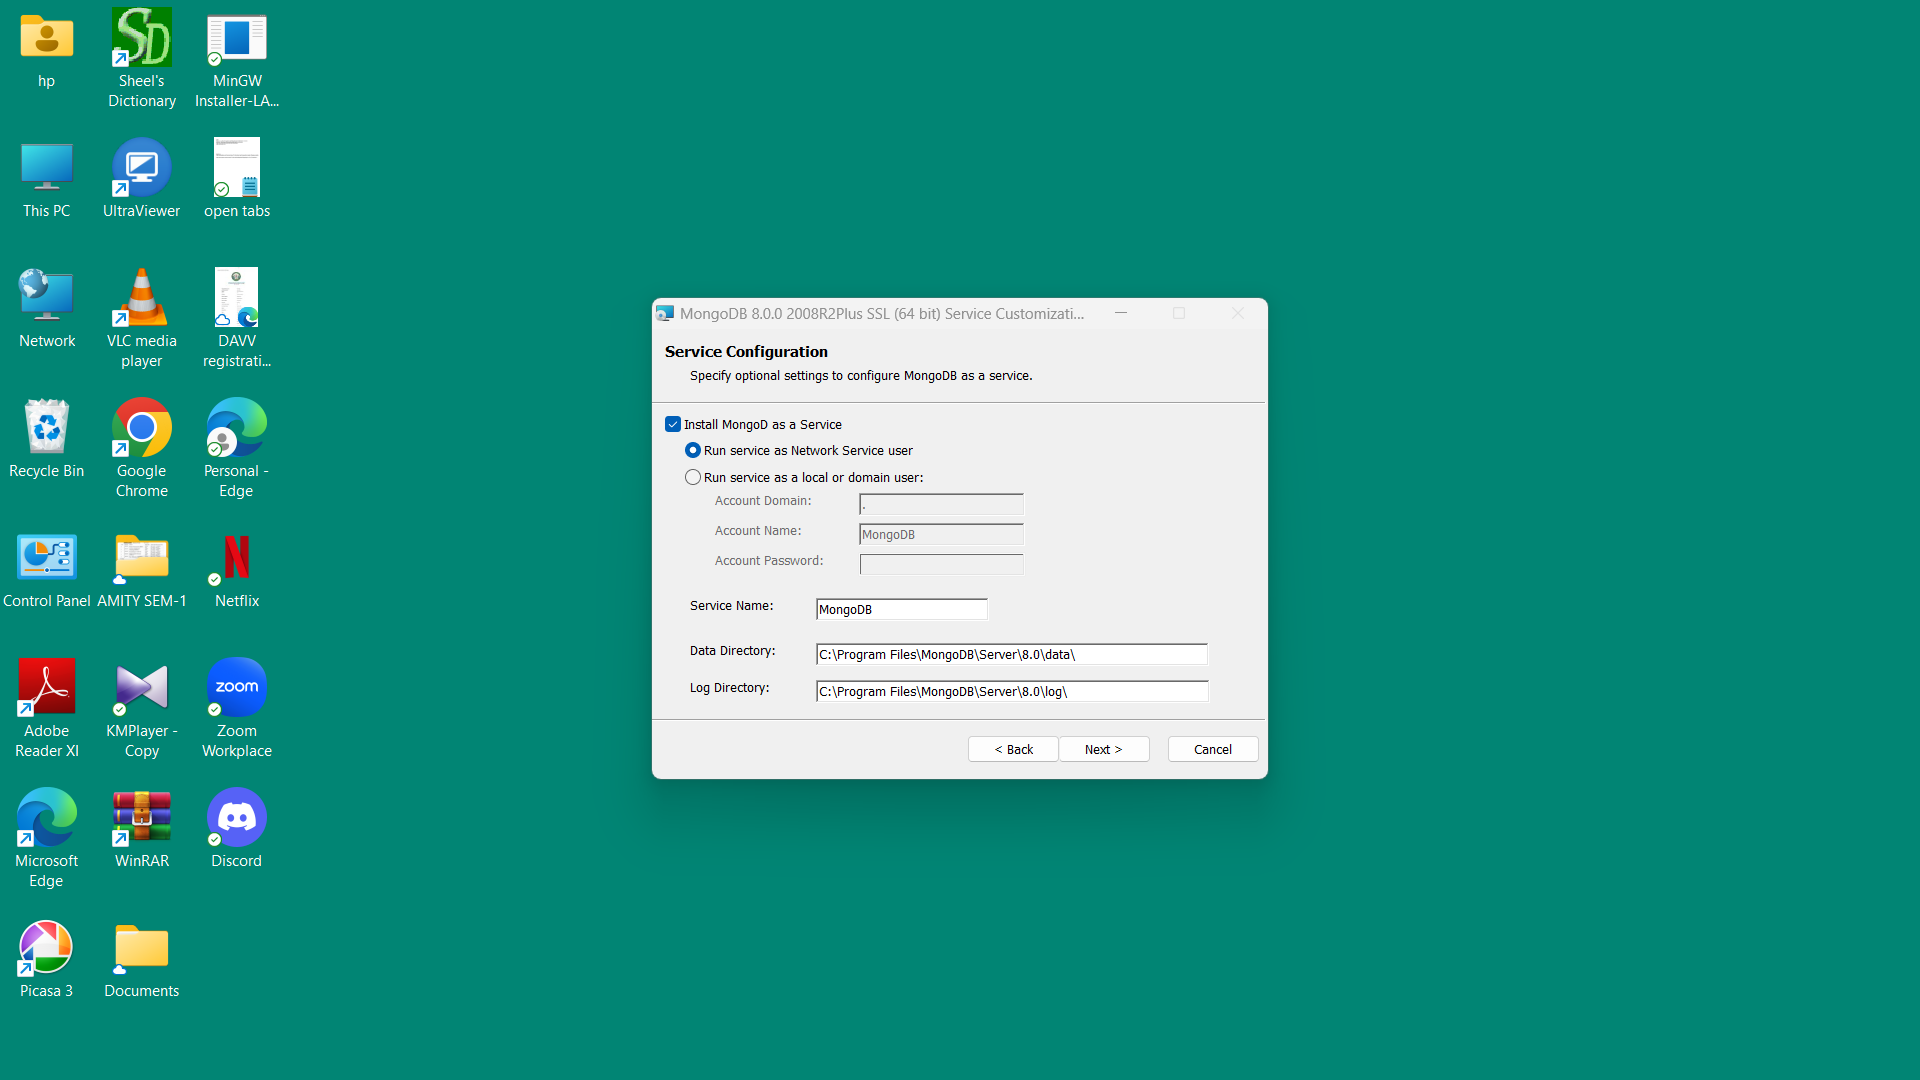 hp
Sheel's
Dictionary
MinGW
Installer-LA...
This PC
UltraViewer
open tabs
Network
VLC media
player
DAVV
registrati...
Recycle Bin
Google
Chrome
Personal -
Edge
Control Panel
AMITY SEM-1
Netflix
Adobe
Reader XI
KMPlayer -
Copy
zoom
Zoom
Workplace
Microsoft
Edge
WinRAR
Discord
Picasa 3
Documents
MongoDB 8.0.0 2008R2Plus SSL (64 bit) Service Customizati...
Service Configuration
Specify optional settings to configure MongoDB as a service.
Install MongoD as a Service
Run service as Network Service user
Run service as a local or domain user:
Account Domain: .
Account Name: MongoDB
Account Password:
Service Name: MongoDB
Data Directory: C:\Program Files\MongoDB\Server\8.0\data\
Log Directory: C:\Program Files\MongoDB\Server\8.0\log\
< Back Next > Cancel